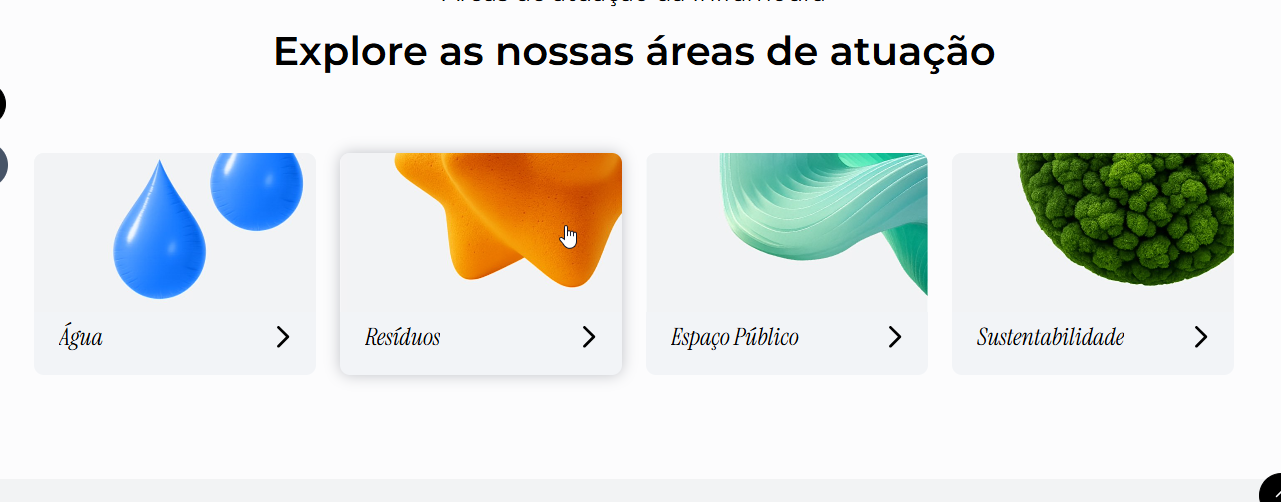 Explore as nossas áreas de atuação
Água
Resíduos
Espaço Público
Sustentabilidade